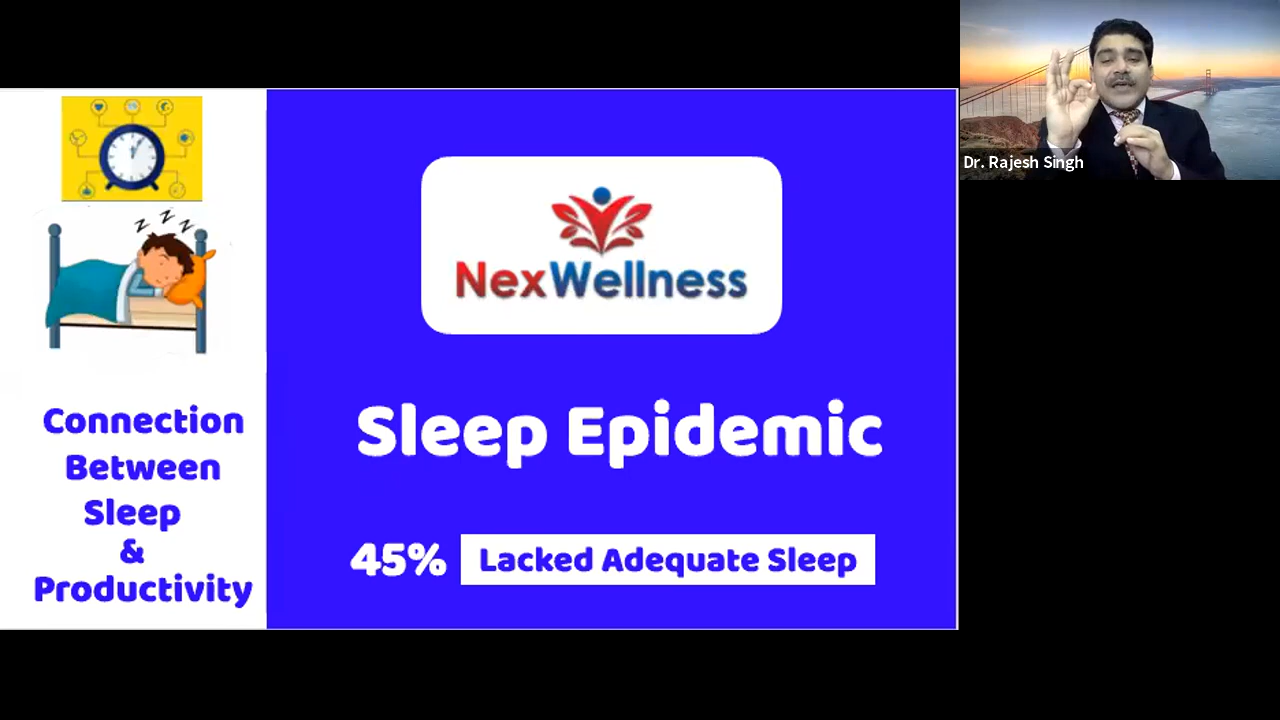 Connection
Between
Sleep
&
Productivity
z z z
NexWellness
Sleep Epidemic
45% Lacked Adequate Sleep
Dr. Rajesh Singh